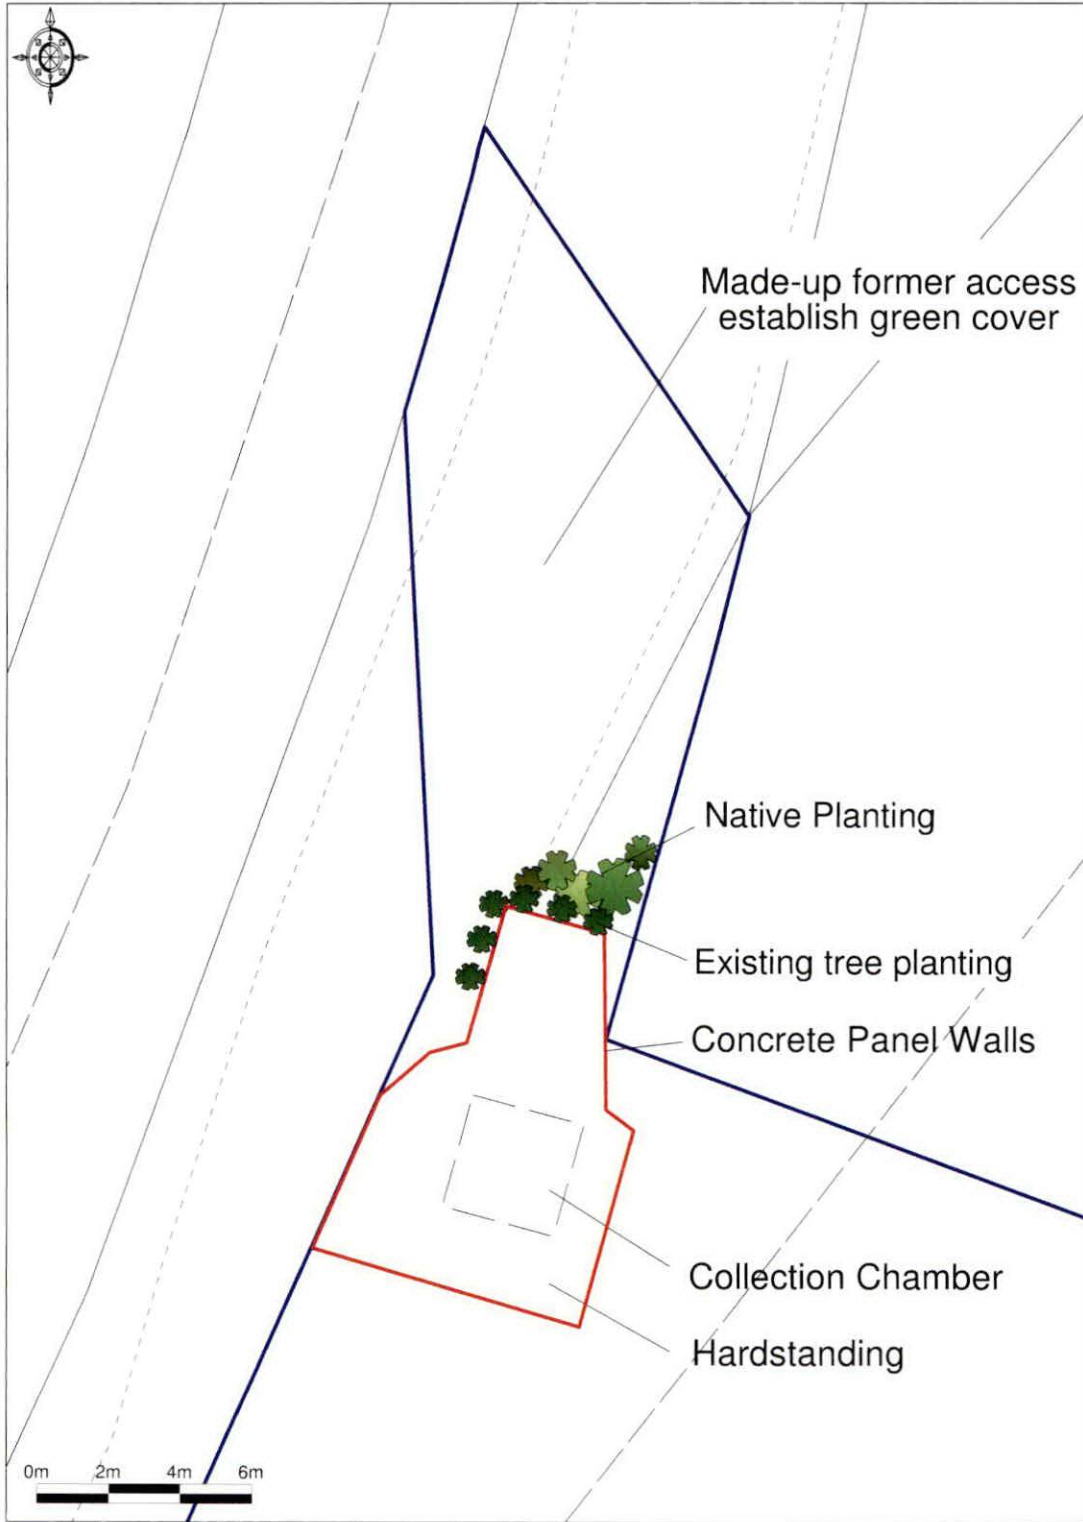 Made-up former access
establish green cover
Native Planting
Existing tree planting
Concrete Panel Walls
Collection Chamber
Hardstanding
0m 2m 4m 6m